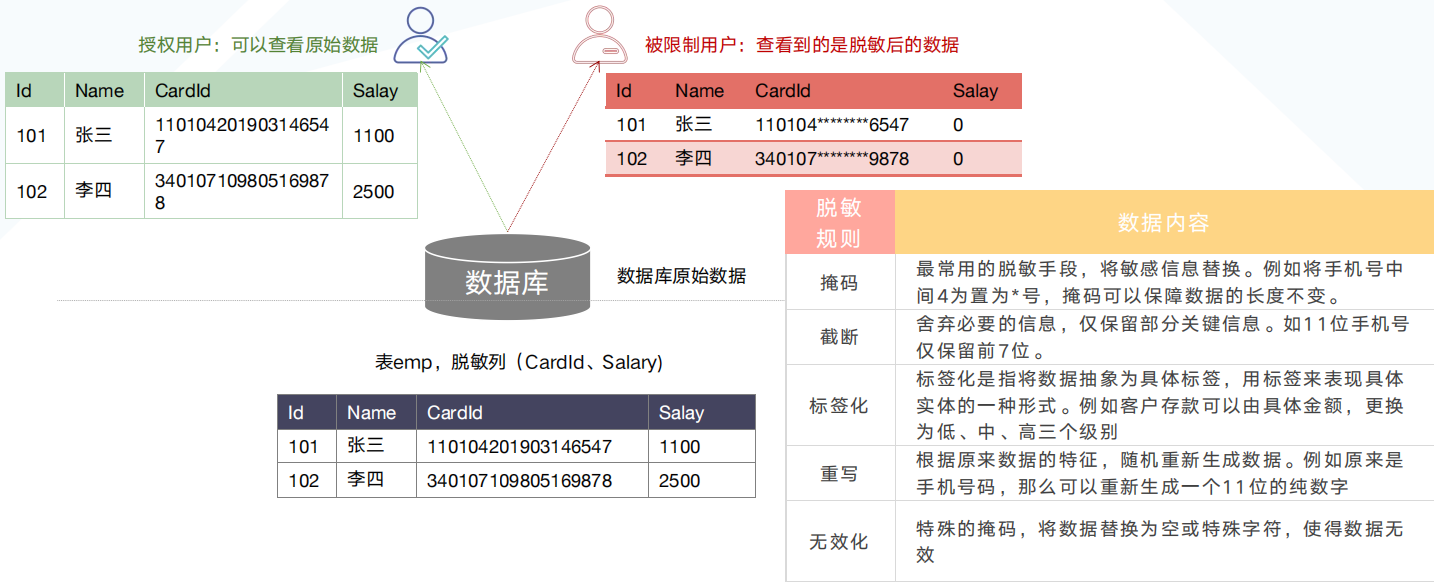 授权用户：可以查看原始数据
被限制用户：查看到的是脱敏后的数据
Id Name CardId Salay
101 张三 11010420190314654
7 1100
102 李四 34010710980516987
8 2500
Id Name CardId Salay
101 张三 110104********6547 0
102 李四 340107********9878 0
数据库
数据库原始数据
表emp，脱敏列（CardId、Salary)
Id Name CardId Salay
101 张三 110104201903146547 1100
102 李四 340107109805169878 2500
脱敏
规则
数据内容
掩码
最常用的脱敏手段，将敏感信息替换。例如将手机号中
间4为置为*号，掩码可以保障数据的长度不变。
截断
舍弃必要的信息，仅保留部分关键信息。如11位手机号
仅保留前7位。
标签化
标签化是指将数据抽象为具体标签，用标签来表现具体
实体的一种形式。例如客户存款可以由具体金额，更换
为低、中、高三个级别
重写
根据原来数据的特征，随机重新生成数据。例如原来是
手机号码，那么可以重新生成一个11位的纯数字
无效化
特殊的掩码，将数据替换为空或特殊字符，使得数据无
效